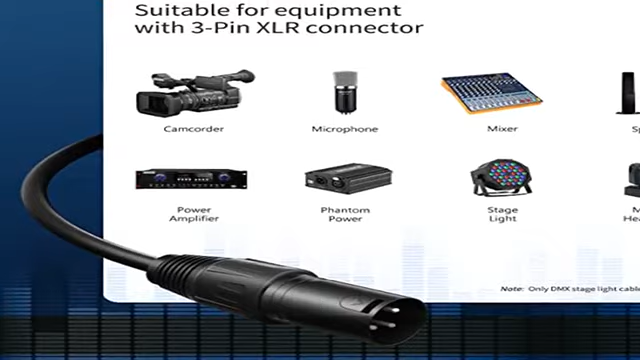 Suitable for equipment
with 3-Pin XLR connector
Camcorder
Microphone
Mixer
Power
Amplifier
Phantom
Power
Stage
Light
Note: Only DMX stage light